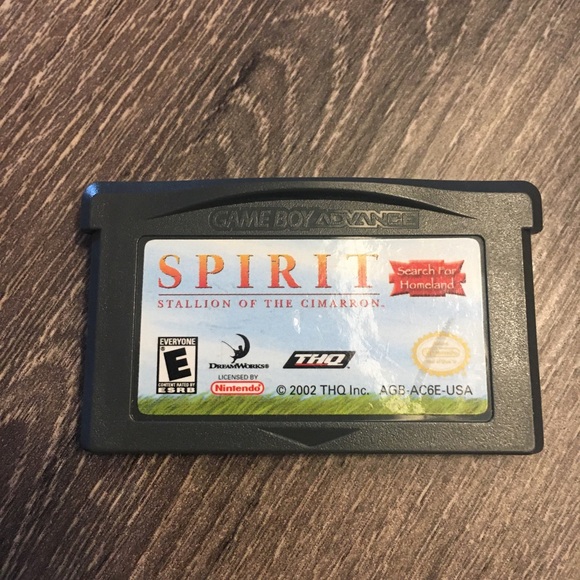 GAME BOY ADVANCE
SPIRIT
STALLION OF THE CIMARRON™
Search For
Homeland
EVERYONE
E
CONTENT RATED BY
ESRB
DREAMWORKS®
LICENSED BY
Nintendo
THQ
© 2002 THQ Inc. AGB-AC6E-USA